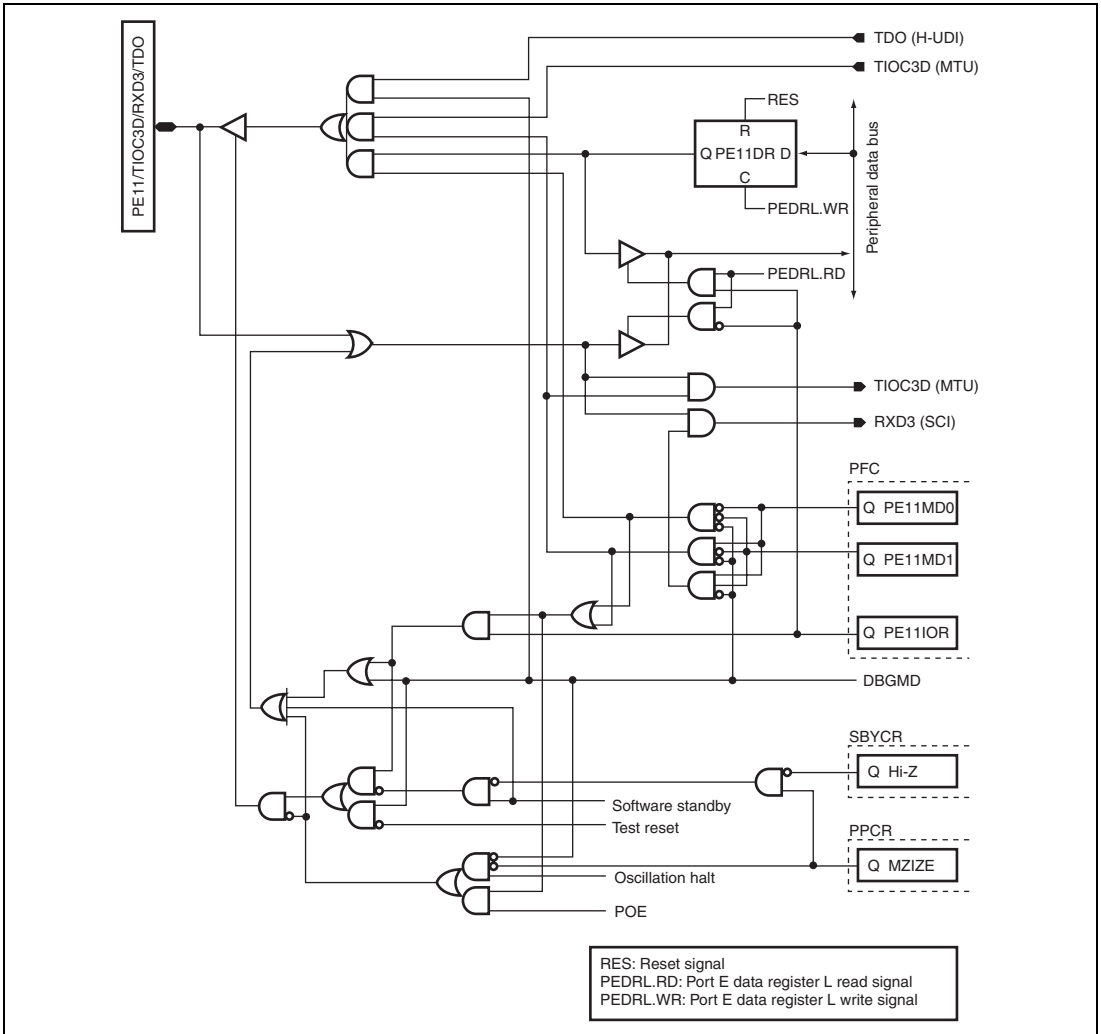 PE11/TIOC3D/RXD3/TDO
TDO (H-UDI)
TIOC3D (MTU)
RES
R
Q PE11DR D
C
PEDRL.WR
Peripheral data bus
PEDRL.RD
TIOC3D (MTU)
RXD3 (SCI)
PFC
Q PE11MD0
Q PE11MD1
Q PE11IOR
DBGMD
SBYCR
Q Hi-Z
Software standby
Test reset
PPCR
Q MZIZE
Oscillation halt
POE
RES: Reset signal
PEDRL.RD: Port E data register L read signal
PEDRL.WR: Port E data register L write signal